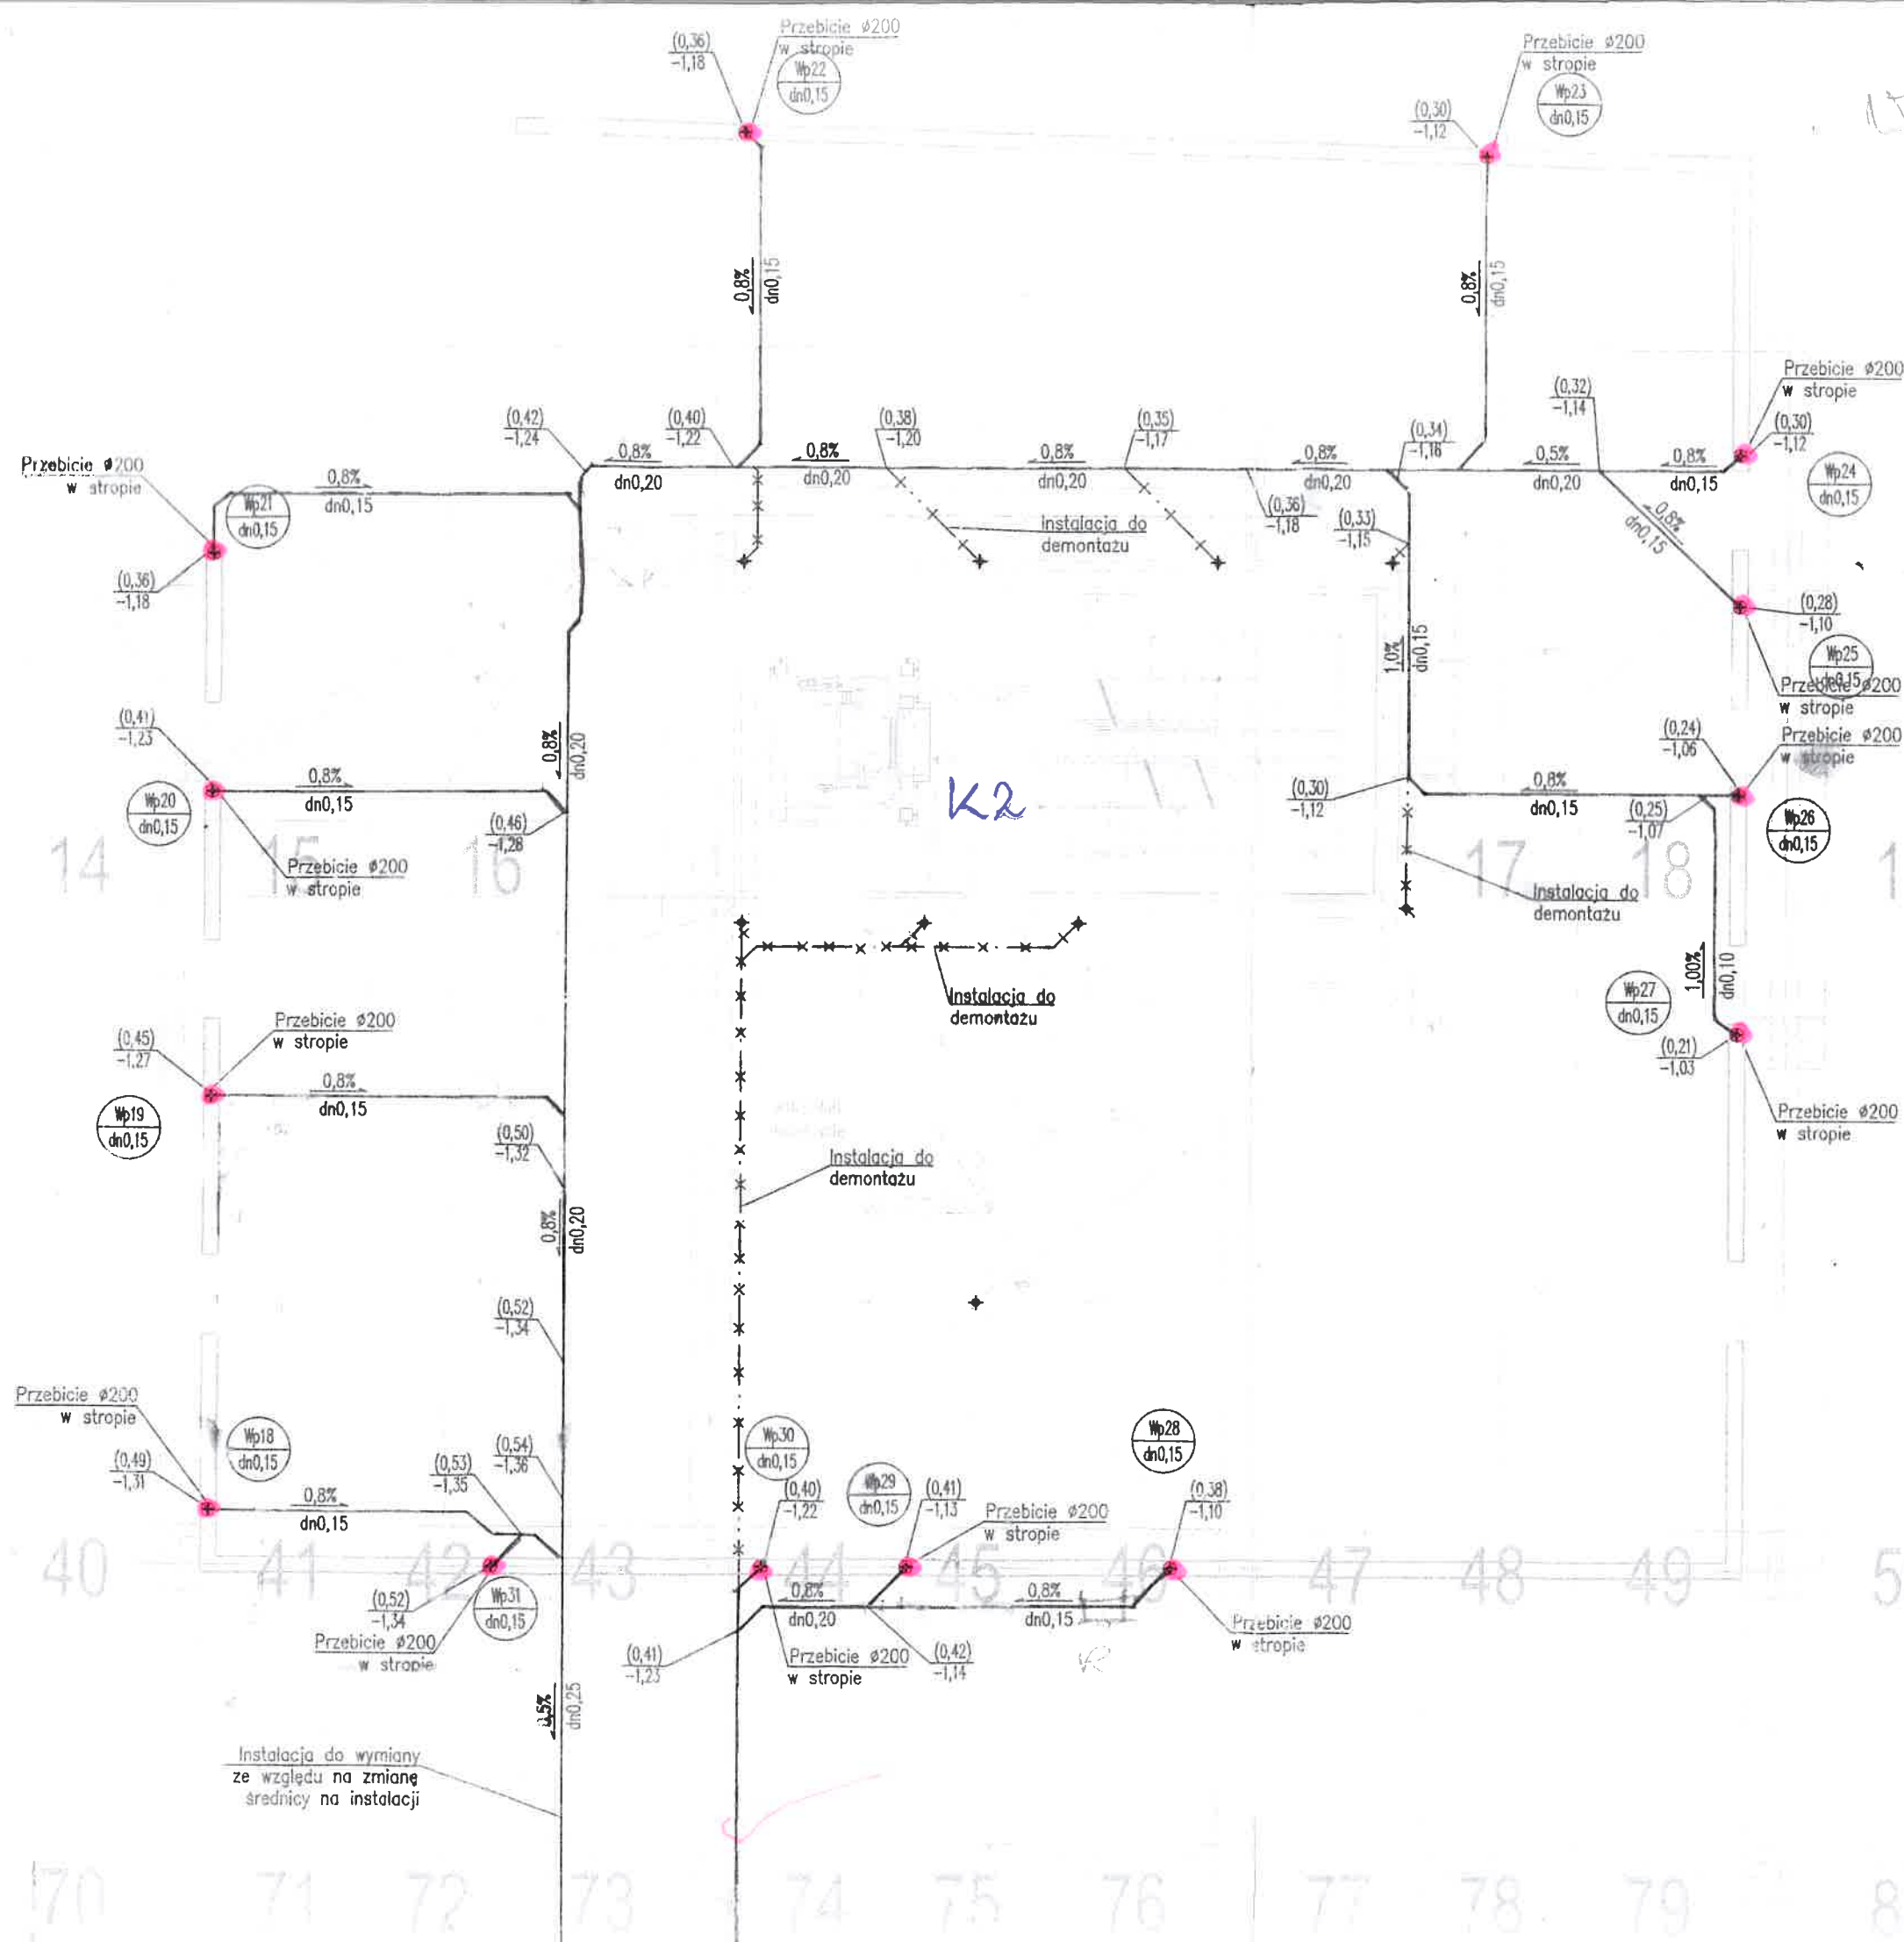 Przebicie ø200
w stropie
(0,36)
-1,18
Wp22
dn0,15
Przebicie ø200
w stropie
(0,30)
-1,12
Wp23
dn0,15
0,8%
dn0,15
0,8%
dn0,15
Przebicie ø200
w stropie
(0,32)
-1,14
(0,30)
-1,12
Wp24
dn0,15
(0,42)
-1,24
(0,40)
-1,22
(0,38)
-1,20
(0,35)
-1,17
(0,34)
-1,16
0,8%
dn0,20
0,8%
dn0,20
0,8%
dn0,20
0,8%
dn0,20
0,5%
dn0,20
0,8%
dn0,15
Przebicie ø200
w stropie
Wp21
dn0,15
0,8%
dn0,15
(0,36)
-1,18
Instalacja do
demontażu
(0,36)
-1,18
(0,33)
-1,15
0,8%
dn0,15
(0,28)
-1,10
Wp25
dn0,15
Przebicie ø200
w stropie
1,0%
dn0,15
(0,41)
-1,23
0,8%
dn0,20
(0,24)
-1,06
Przebicie ø200
w stropie
Wp20
dn0,15
0,8%
dn0,15
(0,46)
-1,28
K2
(0,30)
-1,12
0,8%
dn0,15
(0,25)
-1,07
Wp26
dn0,15
14
15
16
17
18
1
Przebicie ø200
w stropie
Instalacja do
demontażu
Instalacja do
demontażu
1,00%
dn0,10
Wp27
dn0,15
(0,21)
-1,03
Przebicie ø200
w stropie
Przebicie ø200
w stropie
(0,45)
-1,27
0,8%
dn0,15
Wp19
dn0,15
(0,50)
-1,32
Instalacja do
demontażu
0,8%
dn0,20
(0,52)
-1,34
Przebicie ø200
w stropie
Wp18
dn0,15
(0,49)
-1,31
0,8%
dn0,15
(0,53)
-1,35
(0,54)
-1,36
Wp30
dn0,15
(0,40)
-1,22
Wp29
dn0,15
(0,41)
-1,13
Przebicie ø200
w stropie
Wp28
dn0,15
(0,38)
-1,10
40
41
42
43
44
45
46
47
48
49
5
(0,52)
-1,34
Wp31
dn0,15
Przebicie ø200
w stropie
0,8%
dn0,20
0,8%
dn0,15
(0,41)
-1,23
Przebicie ø200
w stropie
(0,42)
-1,14
Przebicie ø200
w stropie
0,5%
dn0,25
Instalacja do wymiany
ze względu na zmianę
średnicy na instalacji
70
71
72
73
74
75
76
77
78
79
8